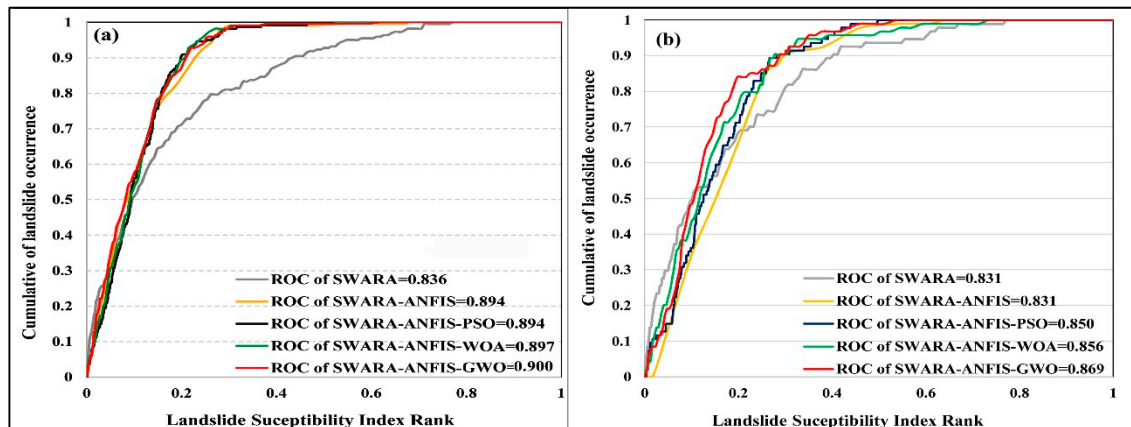 (a)
Cumulative of landslide occurrence
1
0.9
0.8
0.7
0.6
0.5
0.4
0.3
0.2
0.1
0
ROC of SWARA=0.836
ROC of SWARA-ANFIS=0.894
ROC of SWARA-ANFIS-PSO=0.894
ROC of SWARA-ANFIS-WOA=0.897
ROC of SWARA-ANFIS-GWO=0.900
0 0.2 0.4 0.6 0.8 1
Landslide Suceptibility Index Rank
(b)
Cumulative of landslide occurrence
1
0.9
0.8
0.7
0.6
0.5
0.4
0.3
0.2
0.1
0
ROC of SWARA=0.831
ROC of SWARA-ANFIS=0.831
ROC of SWARA-ANFIS-PSO=0.850
ROC of SWARA-ANFIS-WOA=0.856
ROC of SWARA-ANFIS-GWO=0.869
0 0.2 0.4 0.6 0.8 1
Landslide Suceptibility Index Rank